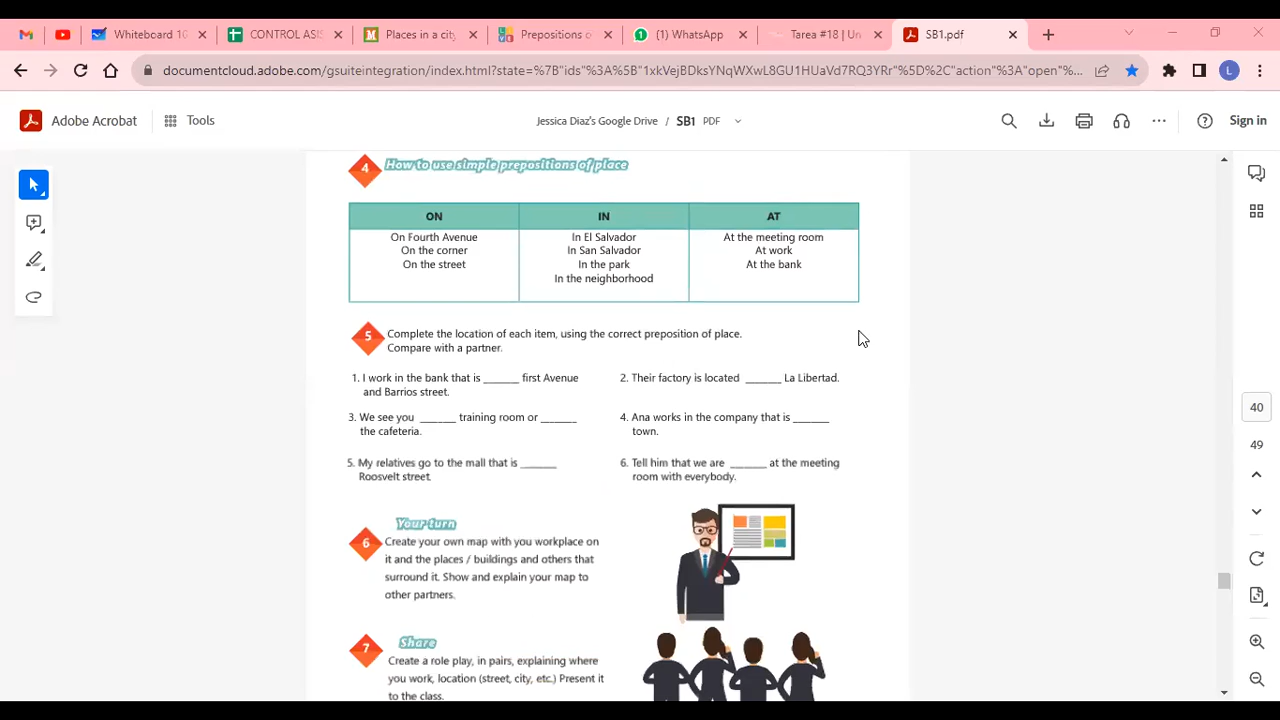 Whiteboard 10
CONTROL ASIS
Places in a city
Prepositions o
(1) WhatsApp
Tarea #18 | Un
SB1.pdf
documentcloud.adobe.com/gsuiteintegration/index.html?state=%7B"ids"%3A%5B"1xkVejBDksYNqWXwL8GU1HUaVd7RQ3YRr"%5D%2C"action"%3A"open"%...
L
Adobe Acrobat
Tools
Jessica Diaz's Google Drive / SB1 PDF
Sign in
4 How to use simple prepositions of place
ON IN AT
On Fourth Avenue In El Salvador At the meeting room
On the corner In San Salvador At work
On the street In the park At the bank
In the neighborhood
5 Complete the location of each item, using the correct preposition of place.
Compare with a partner.
1. I work in the bank that is ______ first Avenue
and Barrios street.
2. Their factory is located ______ La Libertad.
3. We see you ______ training room or ______
the cafeteria.
4. Ana works in the company that is ______
town.
5. My relatives go to the mall that is ______
Roosvelt street.
6. Tell him that we are ______ at the meeting
room with everybody.
Your turn
6 Create your own map with you workplace on
it and the places / buildings and others that
surround it. Show and explain your map to
other partners.
7 Share
Create a role play, in pairs, explaining where
you work, location (street, city, etc.) Present it
to the class.
40
49